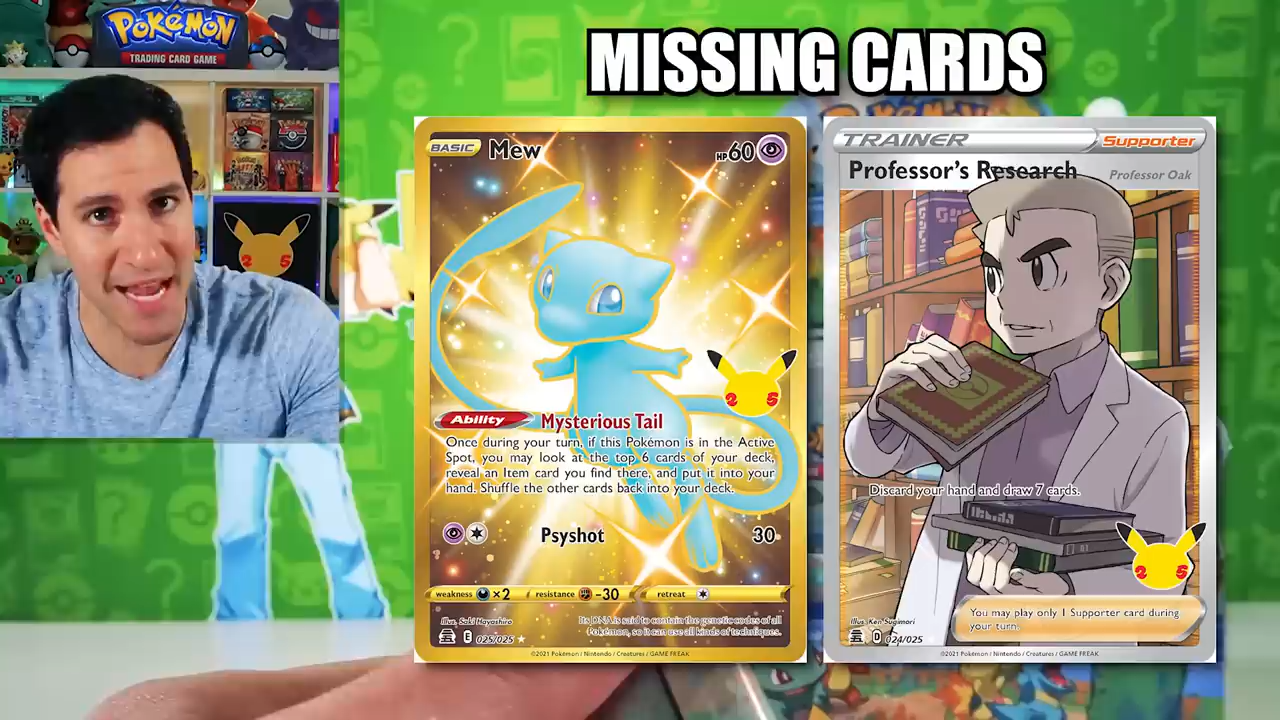 POKéMON
TRADING CARD GAME
MISSING CARDS
BASIC Mew HP60
25
Ability Mysterious Tail
Once during your turn, if this Pokémon is in the Active
Spot, you may look at the top 6 cards of your deck,
reveal an Item card you find there, and put it into your
hand. Shuffle the other cards back into your deck.
Psyshot 30
weakness ×2 resistance -30 retreat
Illus. Saki Hayashiro
Its DNA is said to contain the genetic codes of all
Pokémon, so it can use all kinds of techniques.
E 025/025
©2021 Pokémon / Nintendo / Creatures / GAME FREAK
TRAINER Supporter
Professor's Research Professor Oak
Discard your hand and draw 7 cards.
25
You may play only 1 Supporter card during
your turn.
Illus. Ken Sugimori
D 024/025
©2021 Pokémon / Nintendo / Creatures / GAME FREAK
25